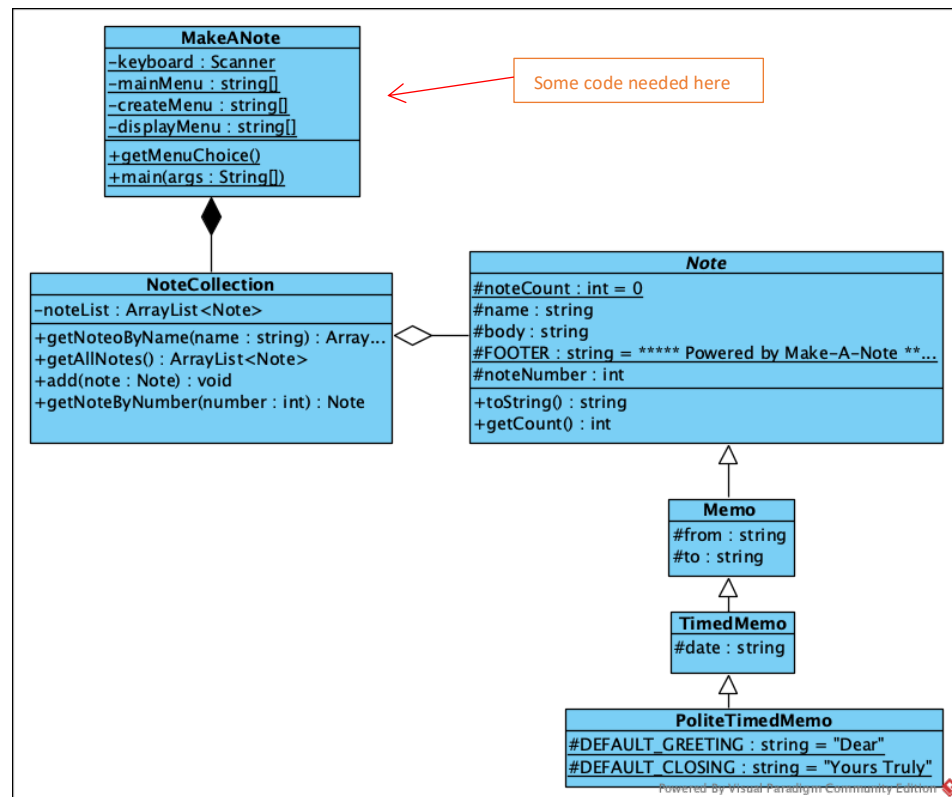 MakeANote
-keyboard : Scanner
-mainMenu : string[]
-createMenu : string[]
-displayMenu : string[]
+getMenuChoice()
+main(args : String[])
Some code needed here
NoteCollection
-noteList : ArrayList<Note>
+getNoteoByName(name : string) : Array...
+getAllNotes() : ArrayList<Note>
+add(note : Note) : void
+getNoteByNumber(number : int) : Note
Note
#noteCount : int = 0
#name : string
#body : string
#FOOTER : string = ***** Powered by Make-A-Note **...
#noteNumber : int
+toString() : string
+getCount() : int
Memo
#from : string
#to : string
TimedMemo
#date : string
PoliteTimedMemo
#DEFAULT_GREETING : string = "Dear"
#DEFAULT_CLOSING : string = "Yours Truly"
Powered By Visual Paradigm Community Edition